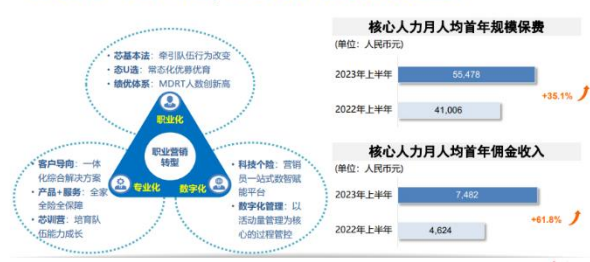 · 芯基本法：牵引队伍行为改变
· 态U选：常态化优募优育
· 绩优体系：MDRT人数创新高
职业化
职业营销
转型
专业化
数字化
· 客户导向：一体
化综合解决方案
· 产品+服务：全家
全险全保障
· 芯训营：培育队
伍能力成长
· 科技个险：营销
员一站式数智赋
能平台
· 数字化管理：以
活动量管理为核
心的过程管控
核心人力月人均首年规模保费
(单位：人民币元)
2023年上半年
55,478
+35.1%
2022年上半年
41,006
核心人力月人均首年佣金收入
(单位：人民币元)
2023年上半年
7,482
+61.8%
2022年上半年
4,624